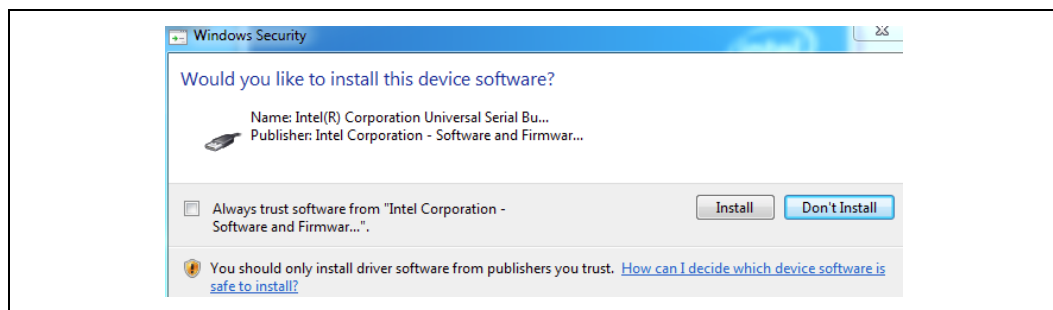 Windows Security
Would you like to install this device software?
Name: Intel(R) Corporation Universal Serial Bu...
Publisher: Intel Corporation - Software and Firmwar...
Always trust software from "Intel Corporation -
Software and Firmwar...".
Install
Don't Install
You should only install driver software from publishers you trust. How can I decide which device software is
safe to install?